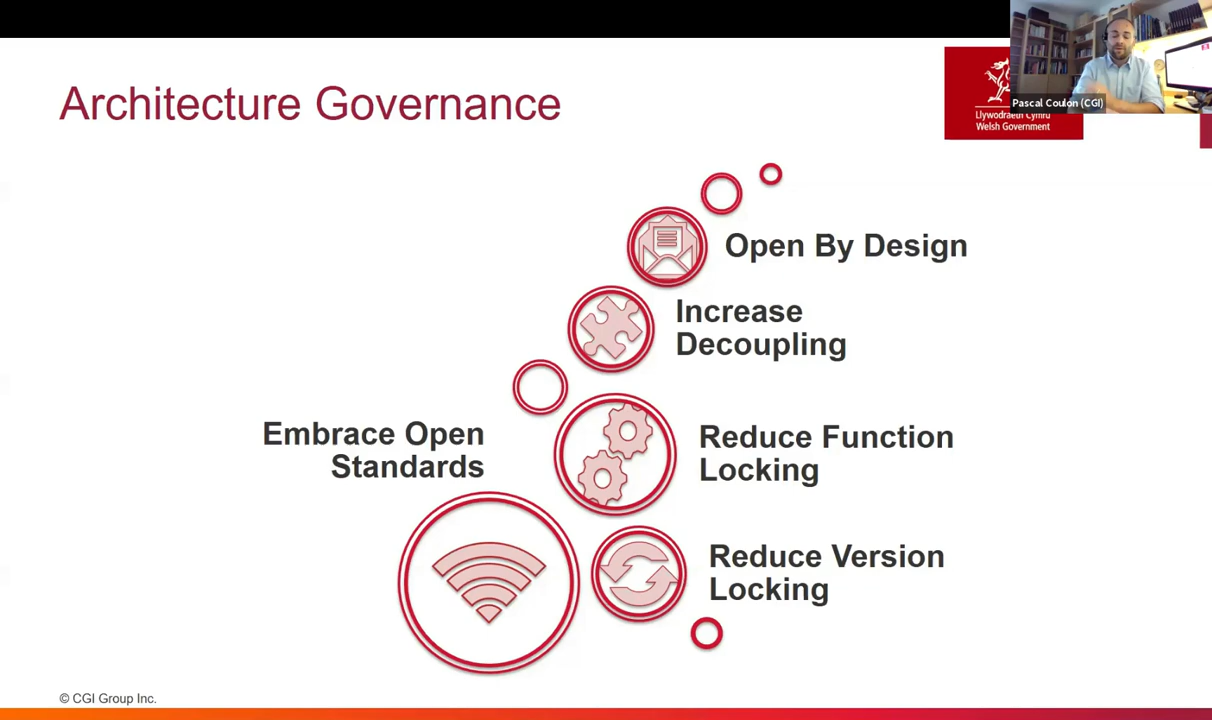 Architecture Governance
Pascal Coulon (CGI)
Llywodraeth Cymru
Welsh Government
Open By Design
Increase
Decoupling
Embrace Open
Standards
Reduce Function
Locking
Reduce Version
Locking
© CGI Group Inc.